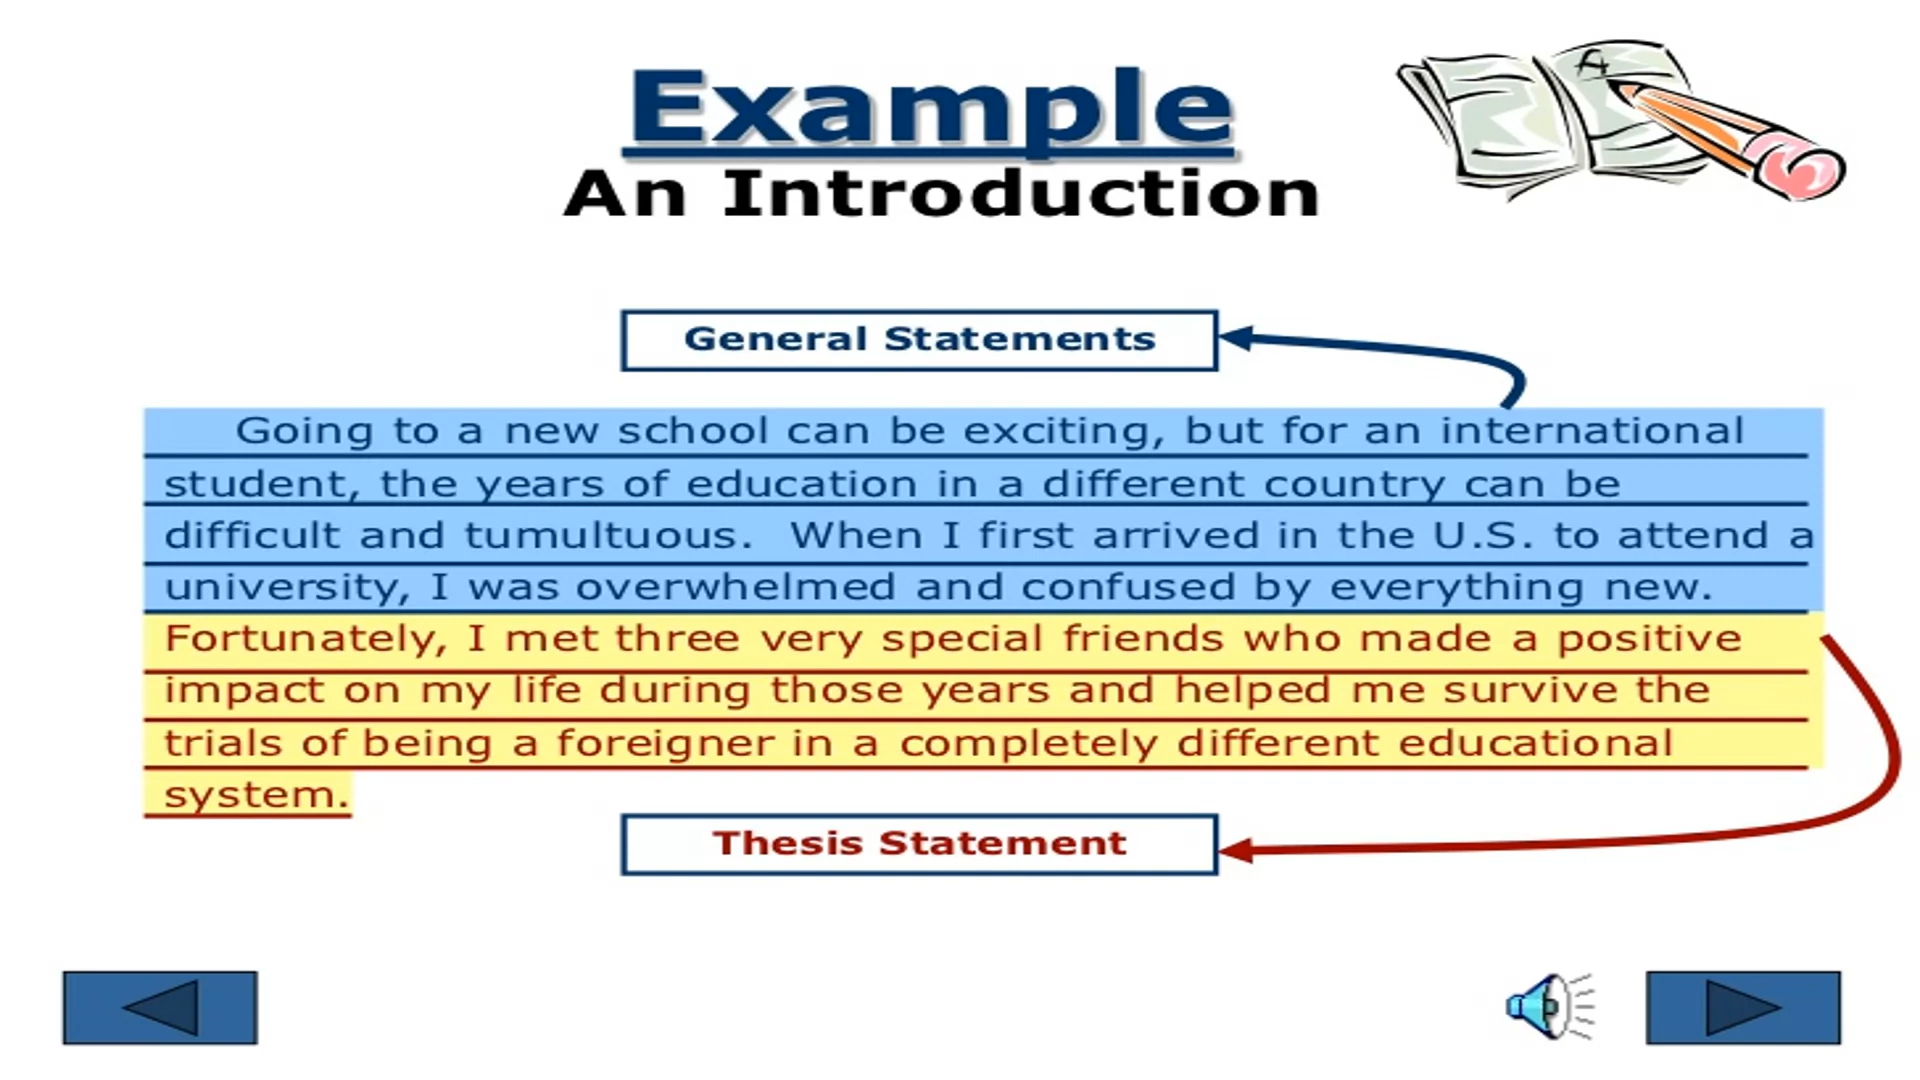 Example
An Introduction
General Statements
Going to a new school can be exciting, but for an international
student, the years of education in a different country can be
difficult and tumultuous.  When I first arrived in the U.S. to attend a
university, I was overwhelmed and confused by everything new.
Fortunately, I met three very special friends who made a positive
impact on my life during those years and helped me survive the
trials of being a foreigner in a completely different educational
system.
Thesis Statement